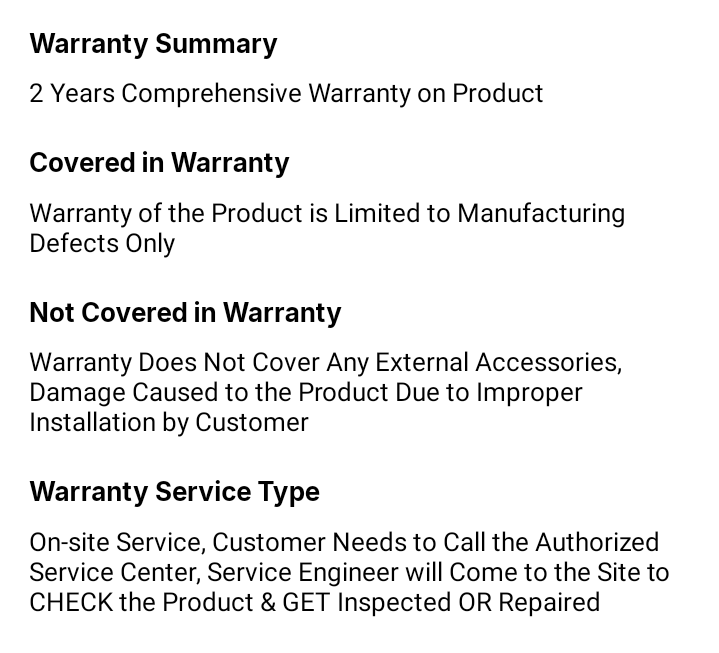 Warranty Summary
2 Years Comprehensive Warranty on Product
Covered in Warranty
Warranty of the Product is Limited to Manufacturing
Defects Only
Not Covered in Warranty
Warranty Does Not Cover Any External Accessories,
Damage Caused to the Product Due to Improper
Installation by Customer
Warranty Service Type
On-site Service, Customer Needs to Call the Authorized
Service Center, Service Engineer will Come to the Site to
CHECK the Product & GET Inspected OR Repaired